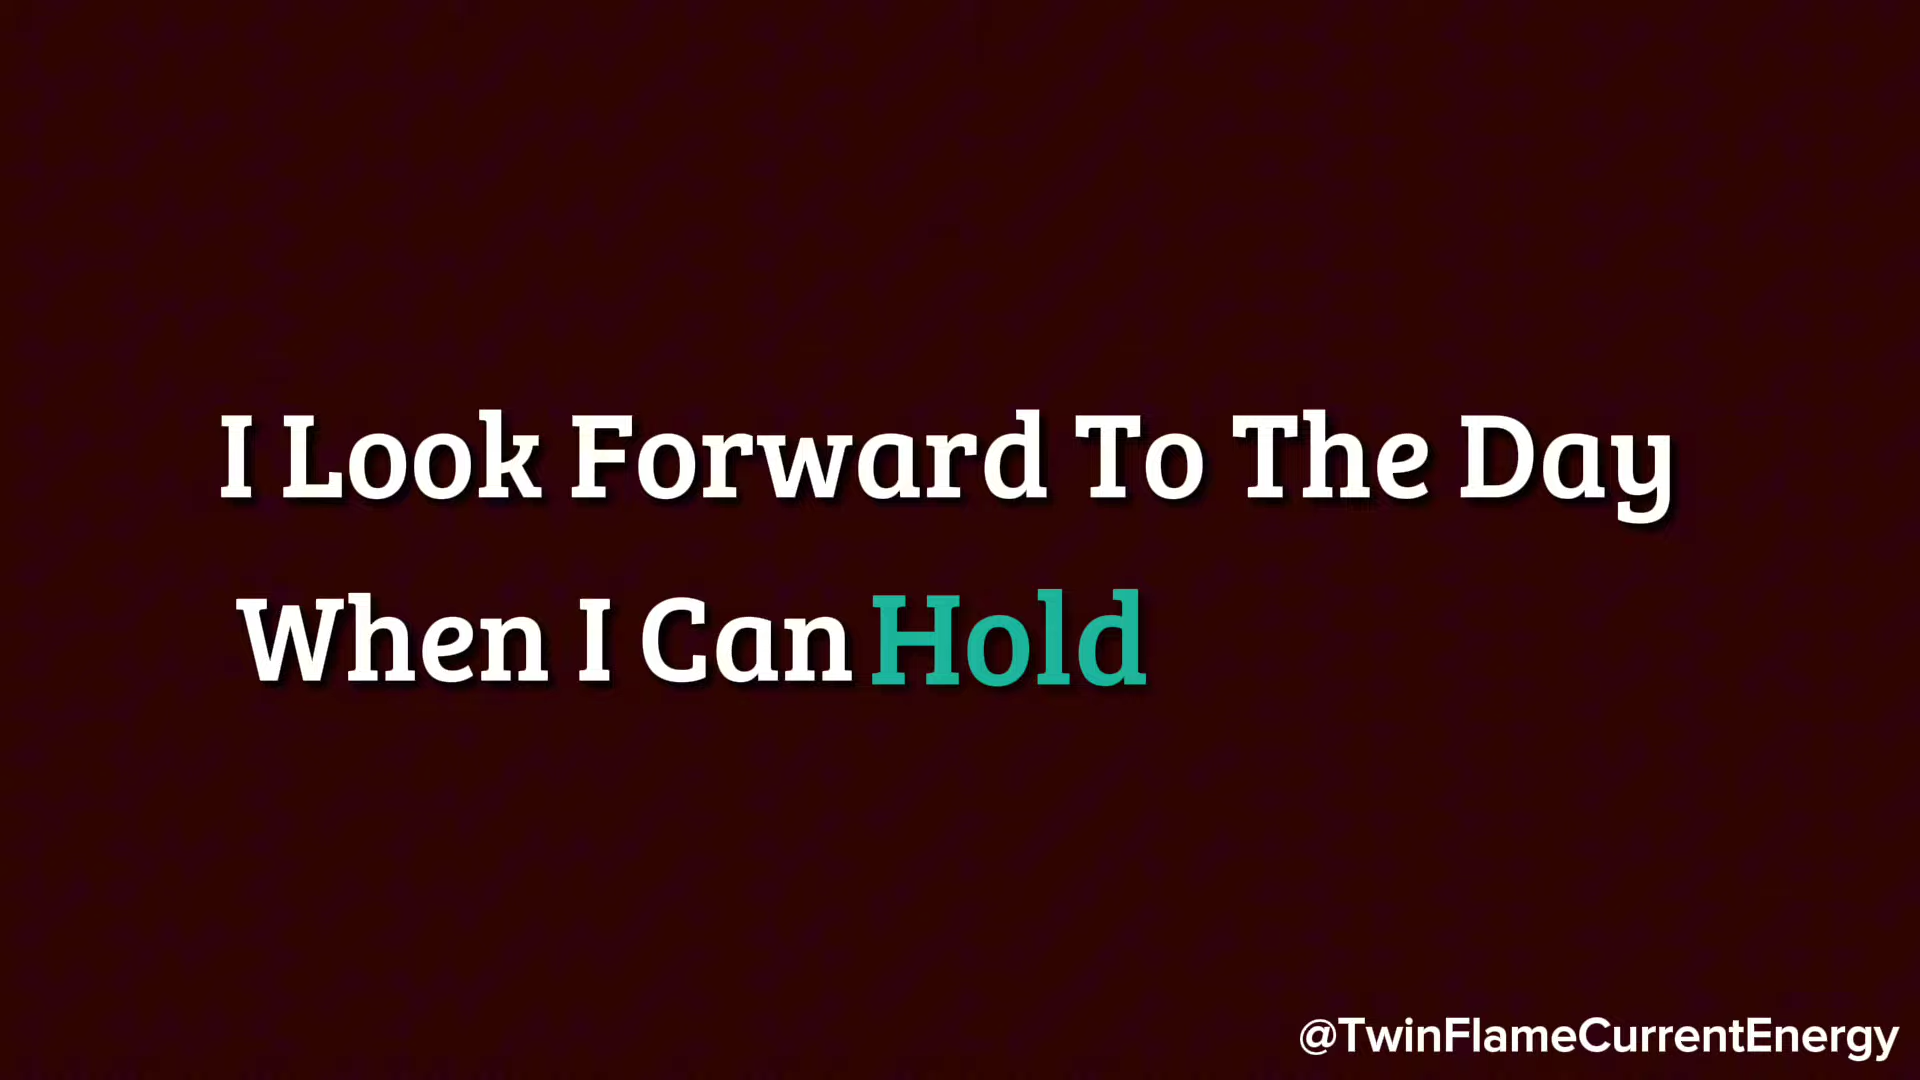 I Look Forward To The Day
When I Can Hold
@TwinFlameCurrentEnergy